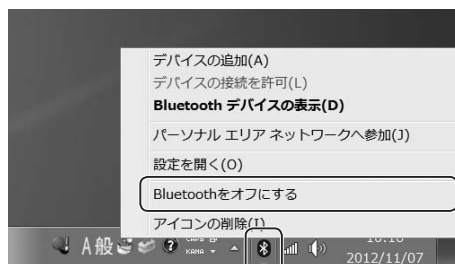 デバイスの追加(A)
デバイスの接続を許可(L)
Bluetooth デバイスの表示(D)
パーソナル エリア ネットワークへ参加(J)
設定を開く(O)
Bluetoothをオフにする
アイコンの削除(I)
A般
CAPS
KANA
2012/11/07